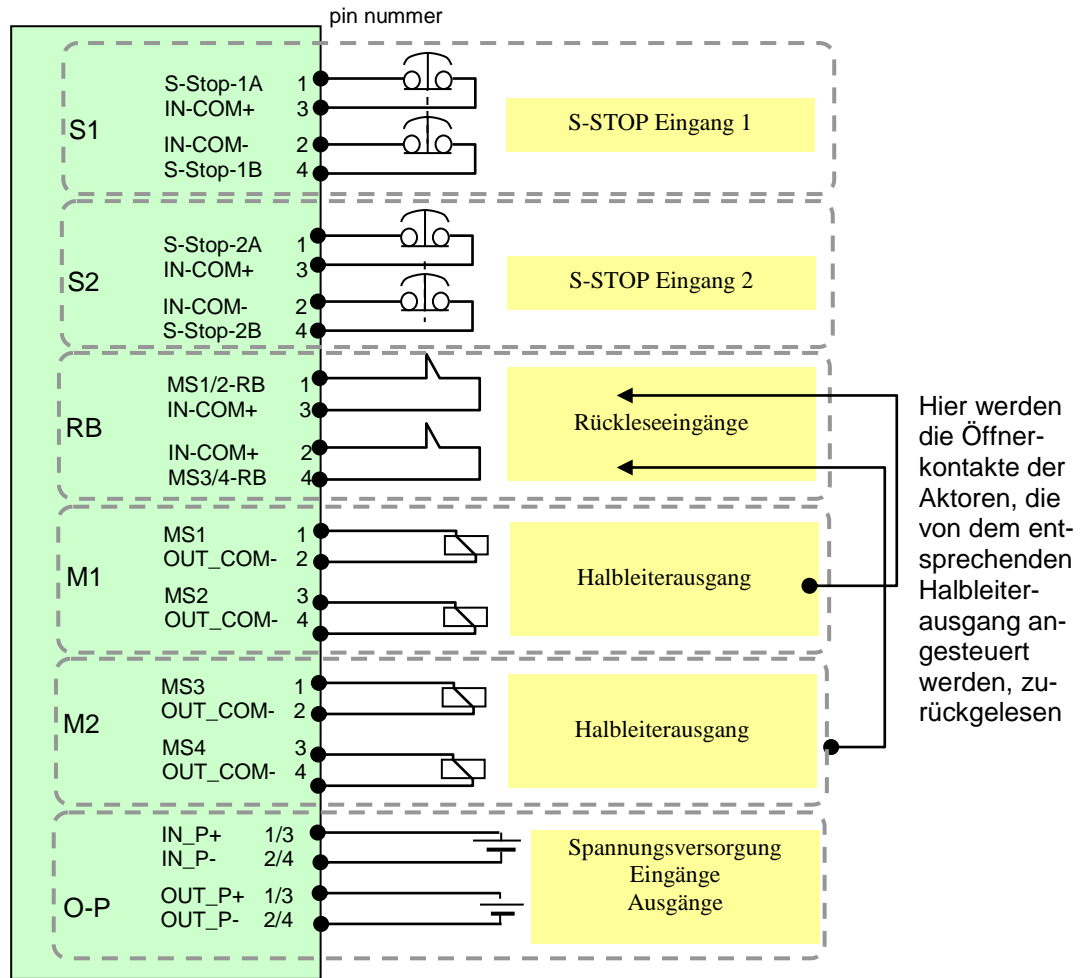 pin nummer
S1
S-Stop-1A 1
IN-COM+ 3
IN-COM- 2
S-Stop-1B 4
S-STOP Eingang 1
S2
S-Stop-2A 1
IN-COM+ 3
IN-COM- 2
S-Stop-2B 4
S-STOP Eingang 2
RB
MS1/2-RB 1
IN-COM+ 3
IN-COM+ 2
MS3/4-RB 4
Rückleseeingänge
M1
MS1 1
OUT_COM- 2
MS2 3
OUT_COM- 4
Halbleiterausgang
M2
MS3 1
OUT_COM- 2
MS4 3
OUT_COM- 4
Halbleiterausgang
O-P
IN_P+ 1/3
IN_P- 2/4
OUT_P+ 1/3
OUT_P- 2/4
Spannungsversorgung
Eingänge
Ausgänge
Hier werden
die Öffner-
kontakte der
Aktoren, die
von dem ent-
sprechenden
Halbleiter-
ausgang an-
gesteuert
werden, zu-
rückgelesen